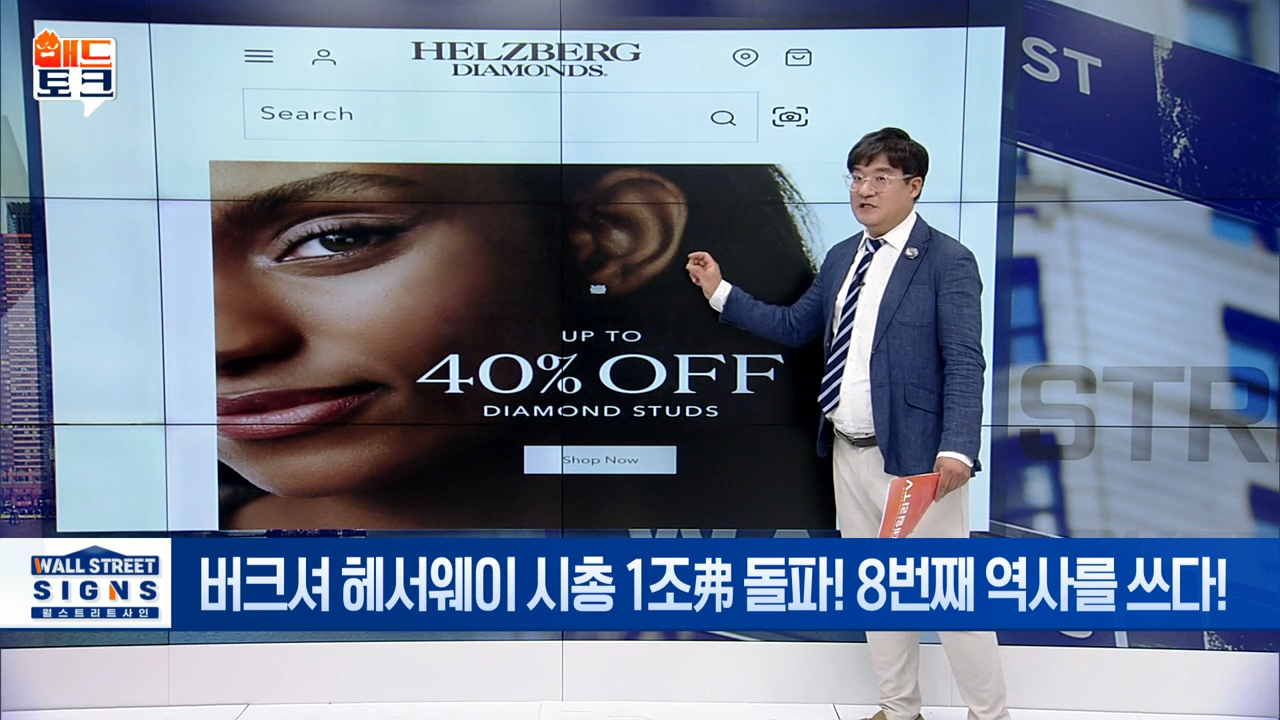 매드
토크
HELZBERG
DIAMONDS.
Search
UP TO
40% OFF
DIAMOND STUDS
Shop Now
ST
STR
WALL STREET
SIGNS
월스트리트사인
버크셔 헤서웨이 시총 1조弗 돌파! 8번째 역사를 쓰다!